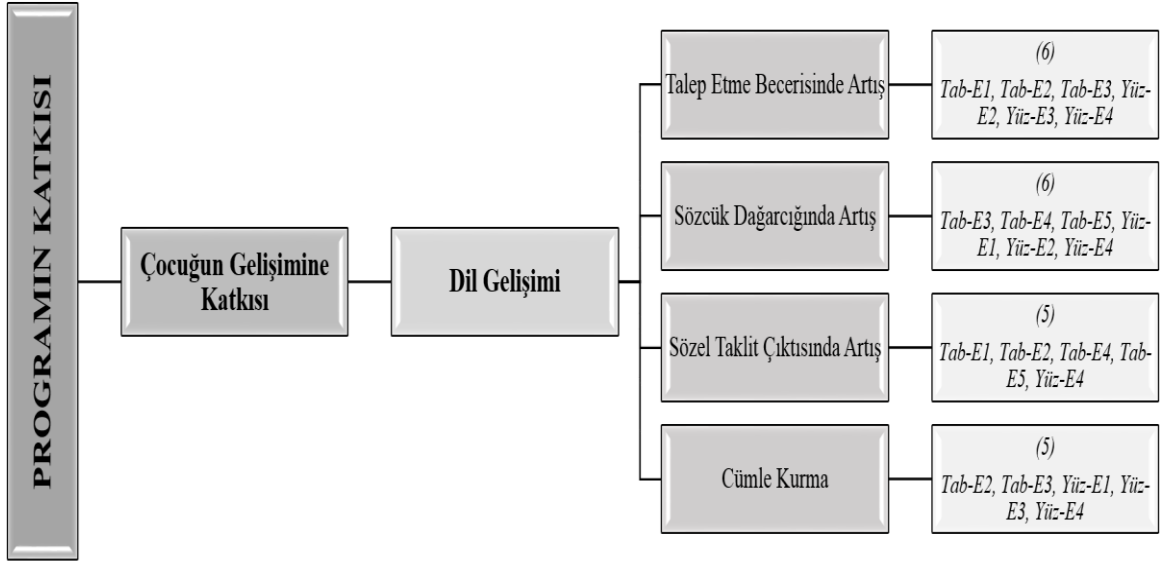 PROGRAMIN KATKISI
Çocuğun Gelişimine
Katkısı
Dil Gelişimi
Talep Etme Becerisinde Artış
(6)
Tab-E1, Tab-E2, Tab-E3, Yüz-
E2, Yüz-E3, Yüz-E4
Sözcük Dağarcığında Artış
(6)
Tab-E3, Tab-E4, Tab-E5, Yüz-
E1, Yüz-E2, Yüz-E4
Sözel Taklit Çıktısında Artış
(5)
Tab-E1, Tab-E2, Tab-E4, Tab-
E5, Yüz-E4
Cümle Kurma
(5)
Tab-E2, Tab-E3, Yüz-E1, Yüz-
E3, Yüz-E4